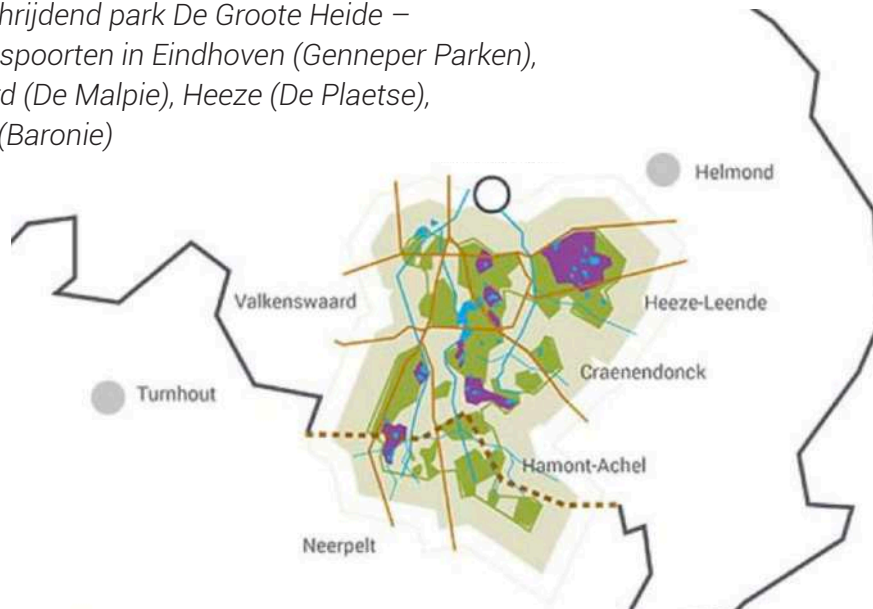 hrijdend park De Groote Heide –
spoorten in Eindhoven (Genneper Parken),
d (De Malpie), Heeze (De Plaetse),
(Baronie)
Helmond
Valkenswaard
Heeze-Leende
Craenendonck
Turnhout
Hamont-Achel
Neerpelt